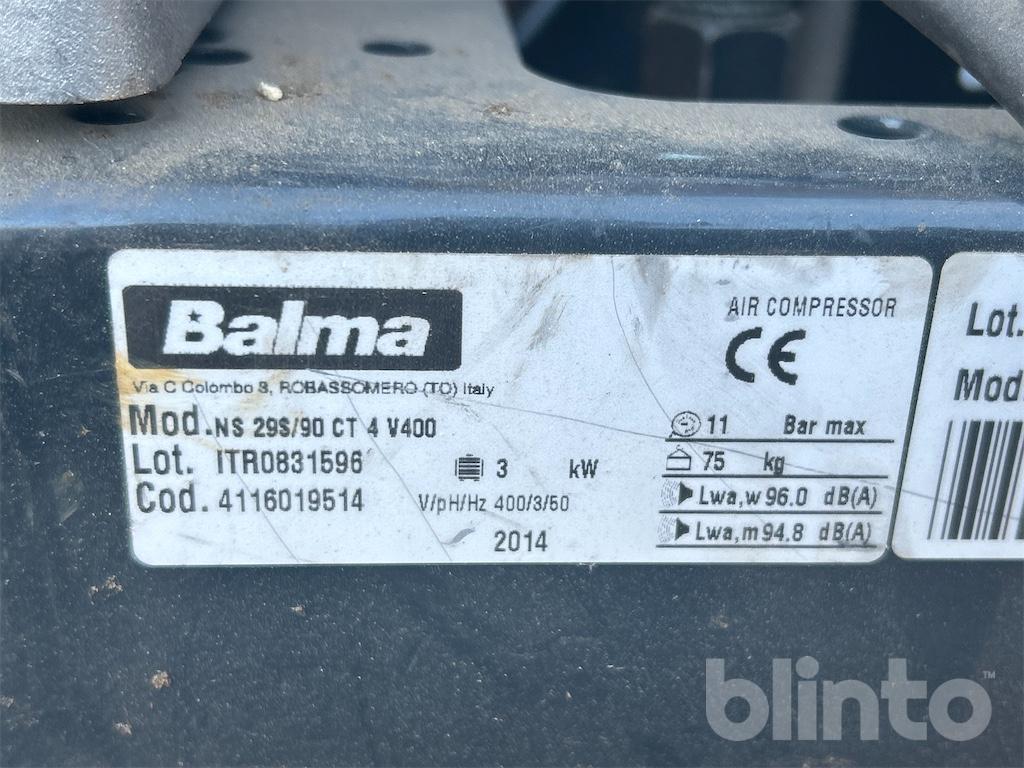 Balma
Via C Colombo 3, ROBASSOMERO (TO) Italy
Mod. NS 29S/90 CT 4 V400
Lot. ITR0831596
Cod. 4116019514
3 kW
V/pH/Hz 400/3/50
2014
AIR COMPRESSOR
CE
11 Bar max
75 kg
Lwa,w 96.0 dB(A)
Lwa,m 94.8 dB(A)
Lot.
Mod
blinto™